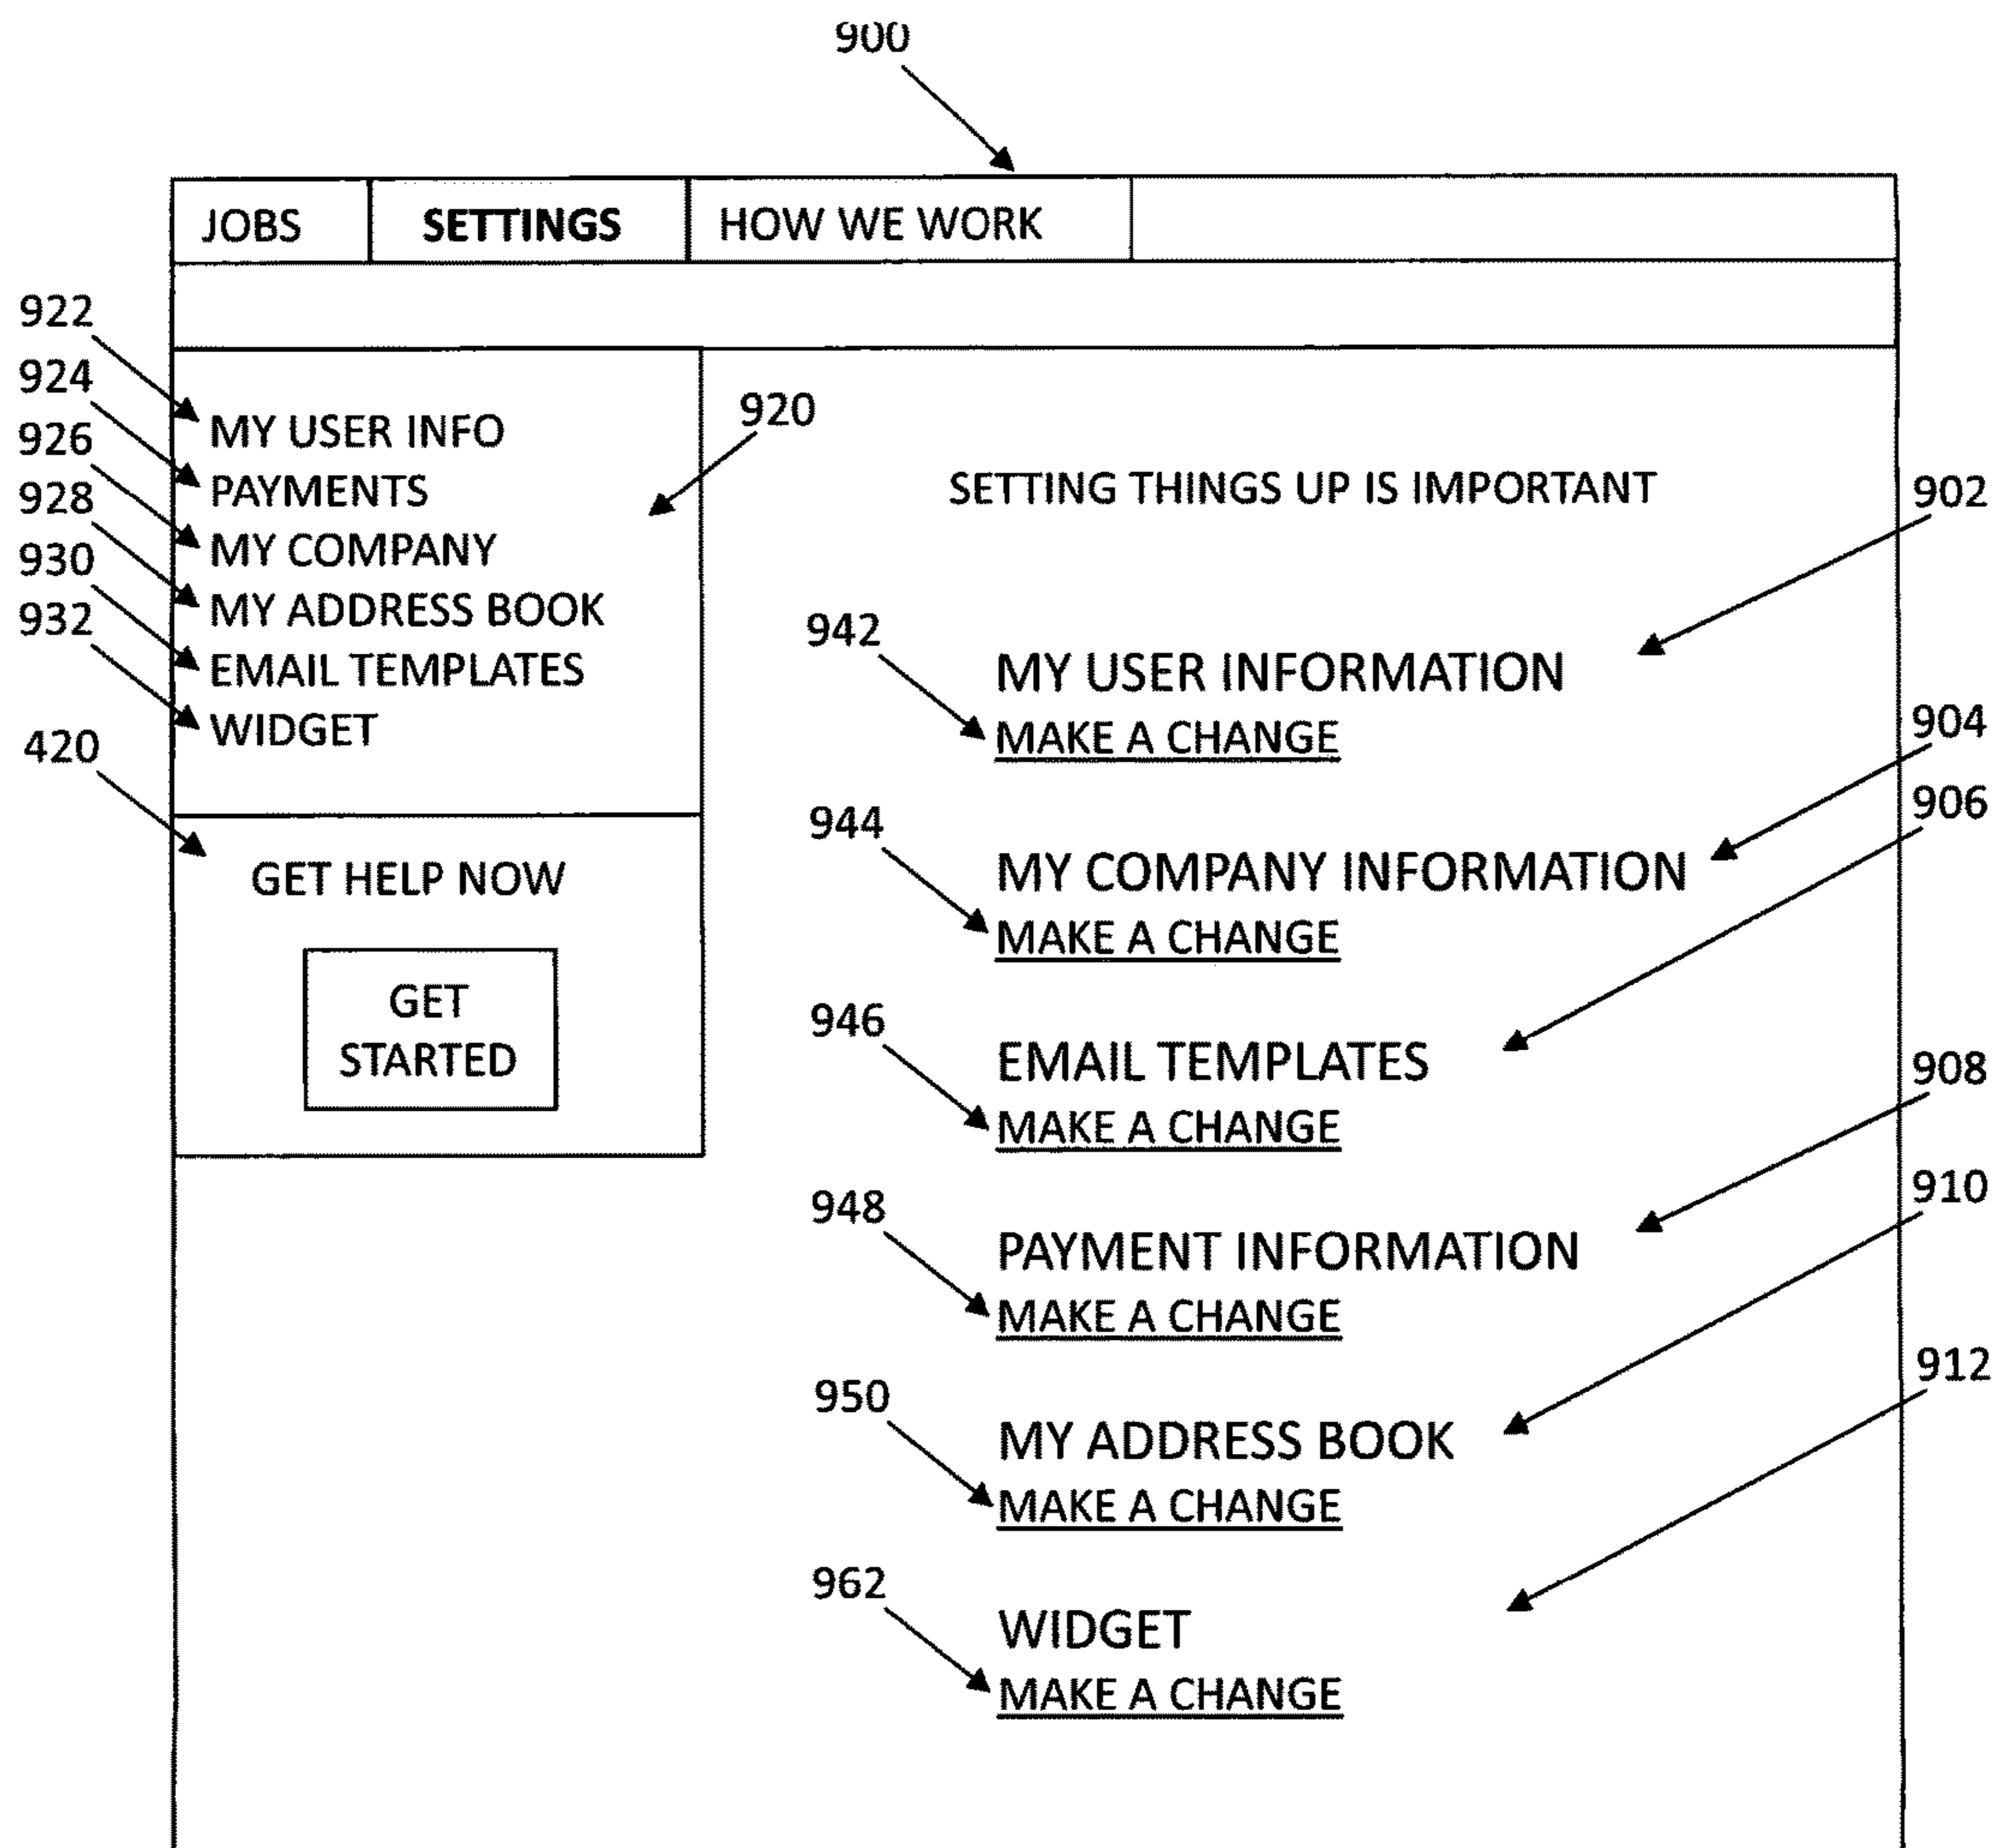 900
JOBS SETTINGS HOW WE WORK
922
924
926
928
930
932
420
MY USER INFO
PAYMENTS
MY COMPANY
MY ADDRESS BOOK
EMAIL TEMPLATES
WIDGET
920
GET HELP NOW
GET
STARTED
SETTING THINGS UP IS IMPORTANT
902
942
MY USER INFORMATION
MAKE A CHANGE
904
944
MY COMPANY INFORMATION
MAKE A CHANGE
906
946
EMAIL TEMPLATES
MAKE A CHANGE
908
948
PAYMENT INFORMATION
MAKE A CHANGE
910
950
MY ADDRESS BOOK
MAKE A CHANGE
912
962
WIDGET
MAKE A CHANGE